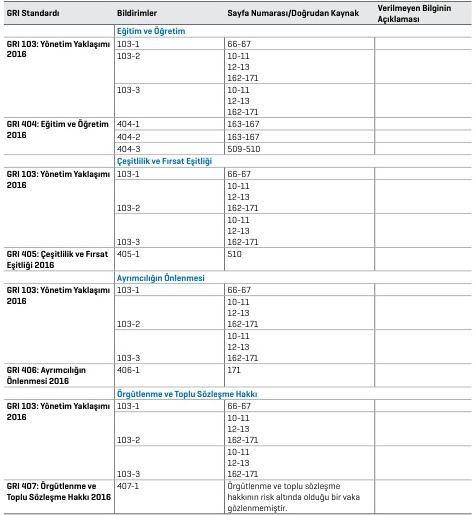 GRI Standardı Bildirimler Sayfa Numarası/Doğrudan Kaynak Verilmeyen Bilginin
Açıklaması
Eğitim ve Öğretim
GRI 103: Yönetim Yaklaşımı 103-1 66-67
2016 103-2 10-11
12-13
162-171
103-3 10-11
12-13
162-171
GRI 404: Eğitim ve Öğretim 404-1 163-167
2016 404-2 163-167
404-3 509-510
Çeşitlilik ve Fırsat Eşitliği
GRI 103: Yönetim Yaklaşımı 103-1 66-67
2016 10-11
12-13
103-2 162-171
10-11
12-13
103-3 162-171
GRI 405: Çeşitlilik ve Fırsat 405-1 510
Eşitliği 2016
Ayrımcılığın Önlenmesi
GRI 103: Yönetim Yaklaşımı 103-1 66-67
2016 10-11
12-13
103-2 162-171
10-11
12-13
103-3 162-171
GRI 406: Ayrımcılığın 406-1 171
Önlenmesi 2016
Örgütlenme ve Toplu Sözleşme Hakkı
GRI 103: Yönetim Yaklaşımı 103-1 66-67
2016 10-11
12-13
103-2 162-171
10-11
12-13
103-3 162-171
GRI 407: Örgütlenme ve 407-1 Örgütlenme ve toplu sözleşme
Toplu Sözleşme Hakkı 2016 hakkının risk altında olduğu bir vaka
gözlenmemiştir.